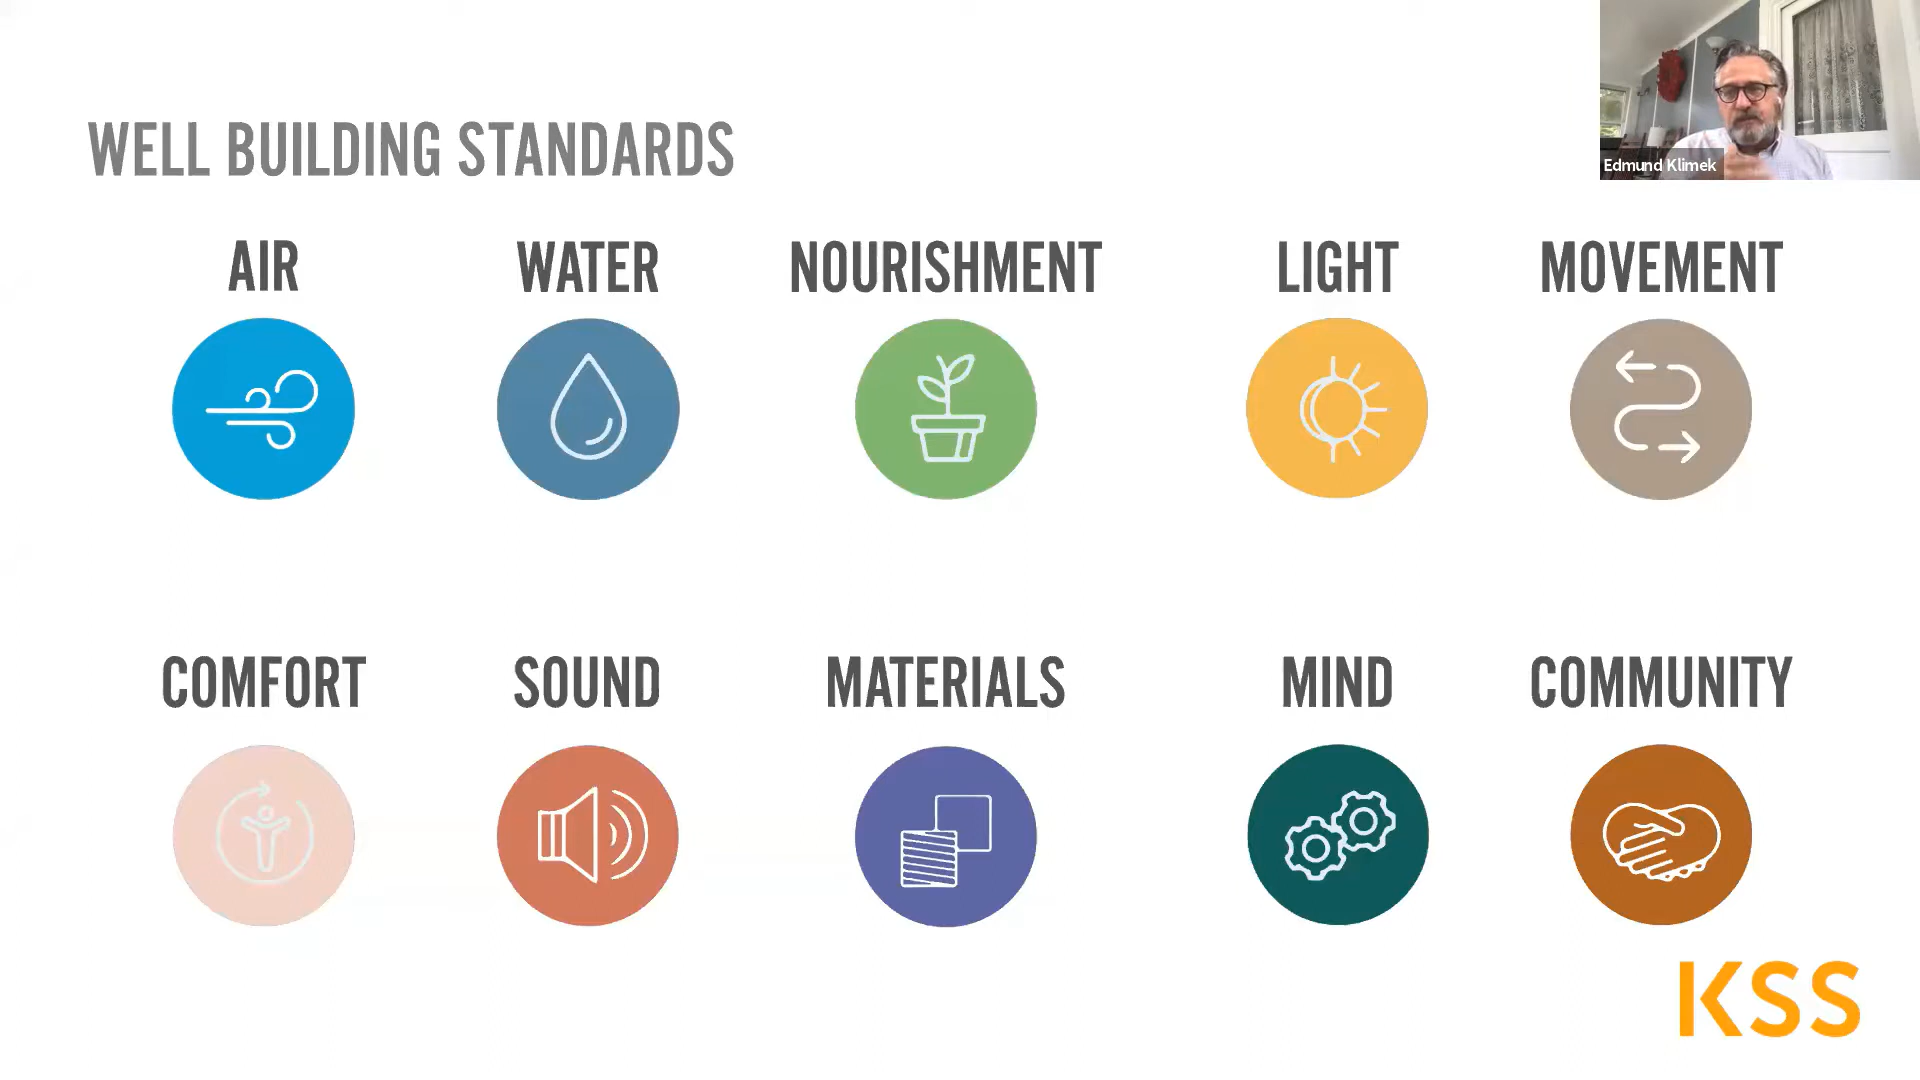 Edmund Klimek
WELL BUILDING STANDARDS
AIR
WATER
NOURISHMENT
LIGHT
MOVEMENT
COMFORT
SOUND
MATERIALS
MIND
COMMUNITY
KSS